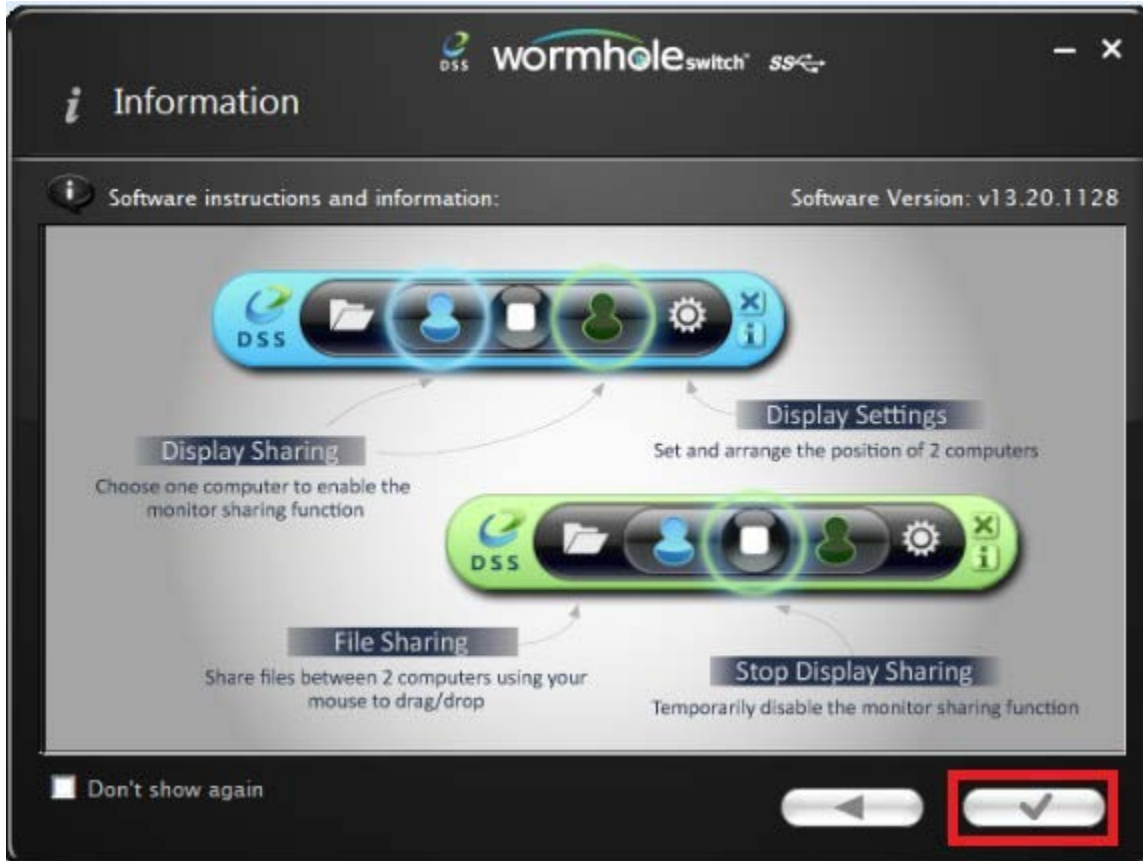 DSS wormhole switch™ SS
i Information
i Software instructions and information: Software Version: v13.20.1128
DSS X
i
Display Sharing
Choose one computer to enable the
monitor sharing function
Display Settings
Set and arrange the position of 2 computers
DSS X
i
File Sharing
Share files between 2 computers using your
mouse to drag/drop
Stop Display Sharing
Temporarily disable the monitor sharing function
Don't show again